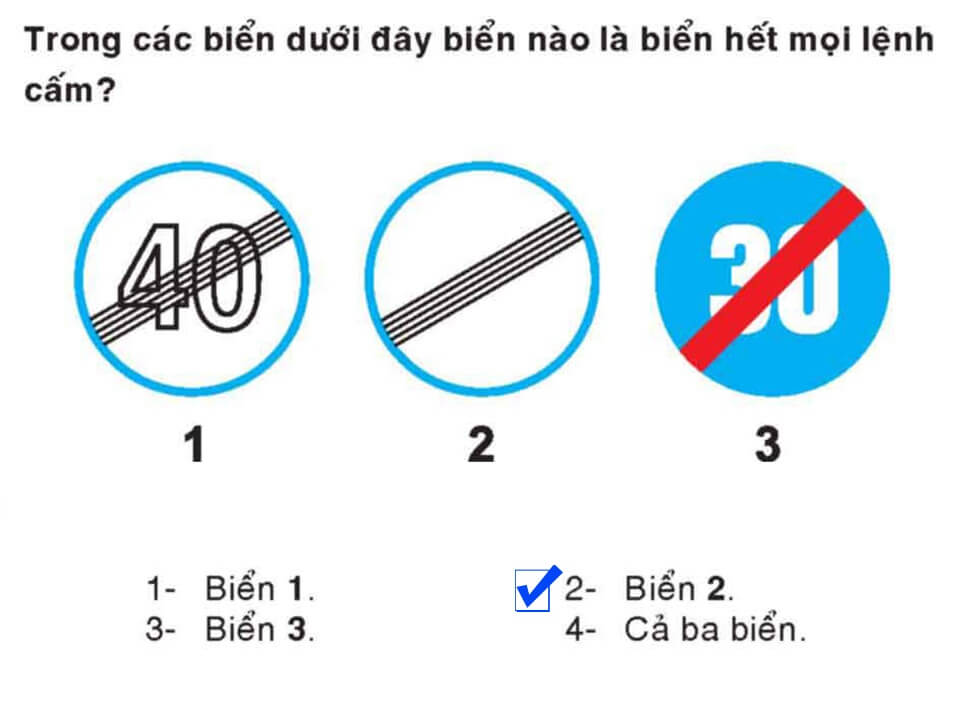 Trong các biển dưới đây biển nào là biển hết mọi lệnh
cấm?
40
30
1
2
3
1- Biển 1.
2- Biển 2.
3- Biển 3.
4- Cả ba biển.